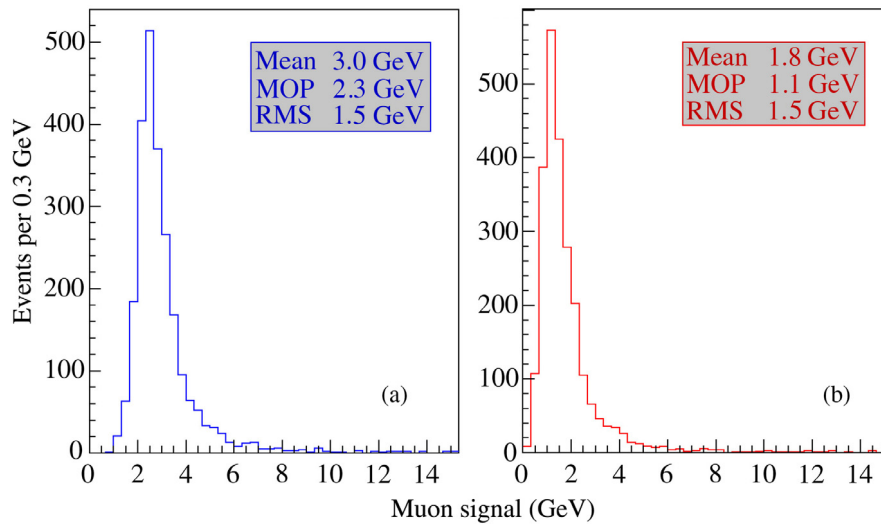 500
400
300
200
100
0
Events per 0.3 GeV
Mean 3.0 GeV
MOP 2.3 GeV
RMS 1.5 GeV
(a)
0 2 4 6 8 10 12 14
500
400
300
200
100
0
Mean 1.8 GeV
MOP 1.1 GeV
RMS 1.5 GeV
(b)
0 2 4 6 8 10 12 14
Muon signal (GeV)